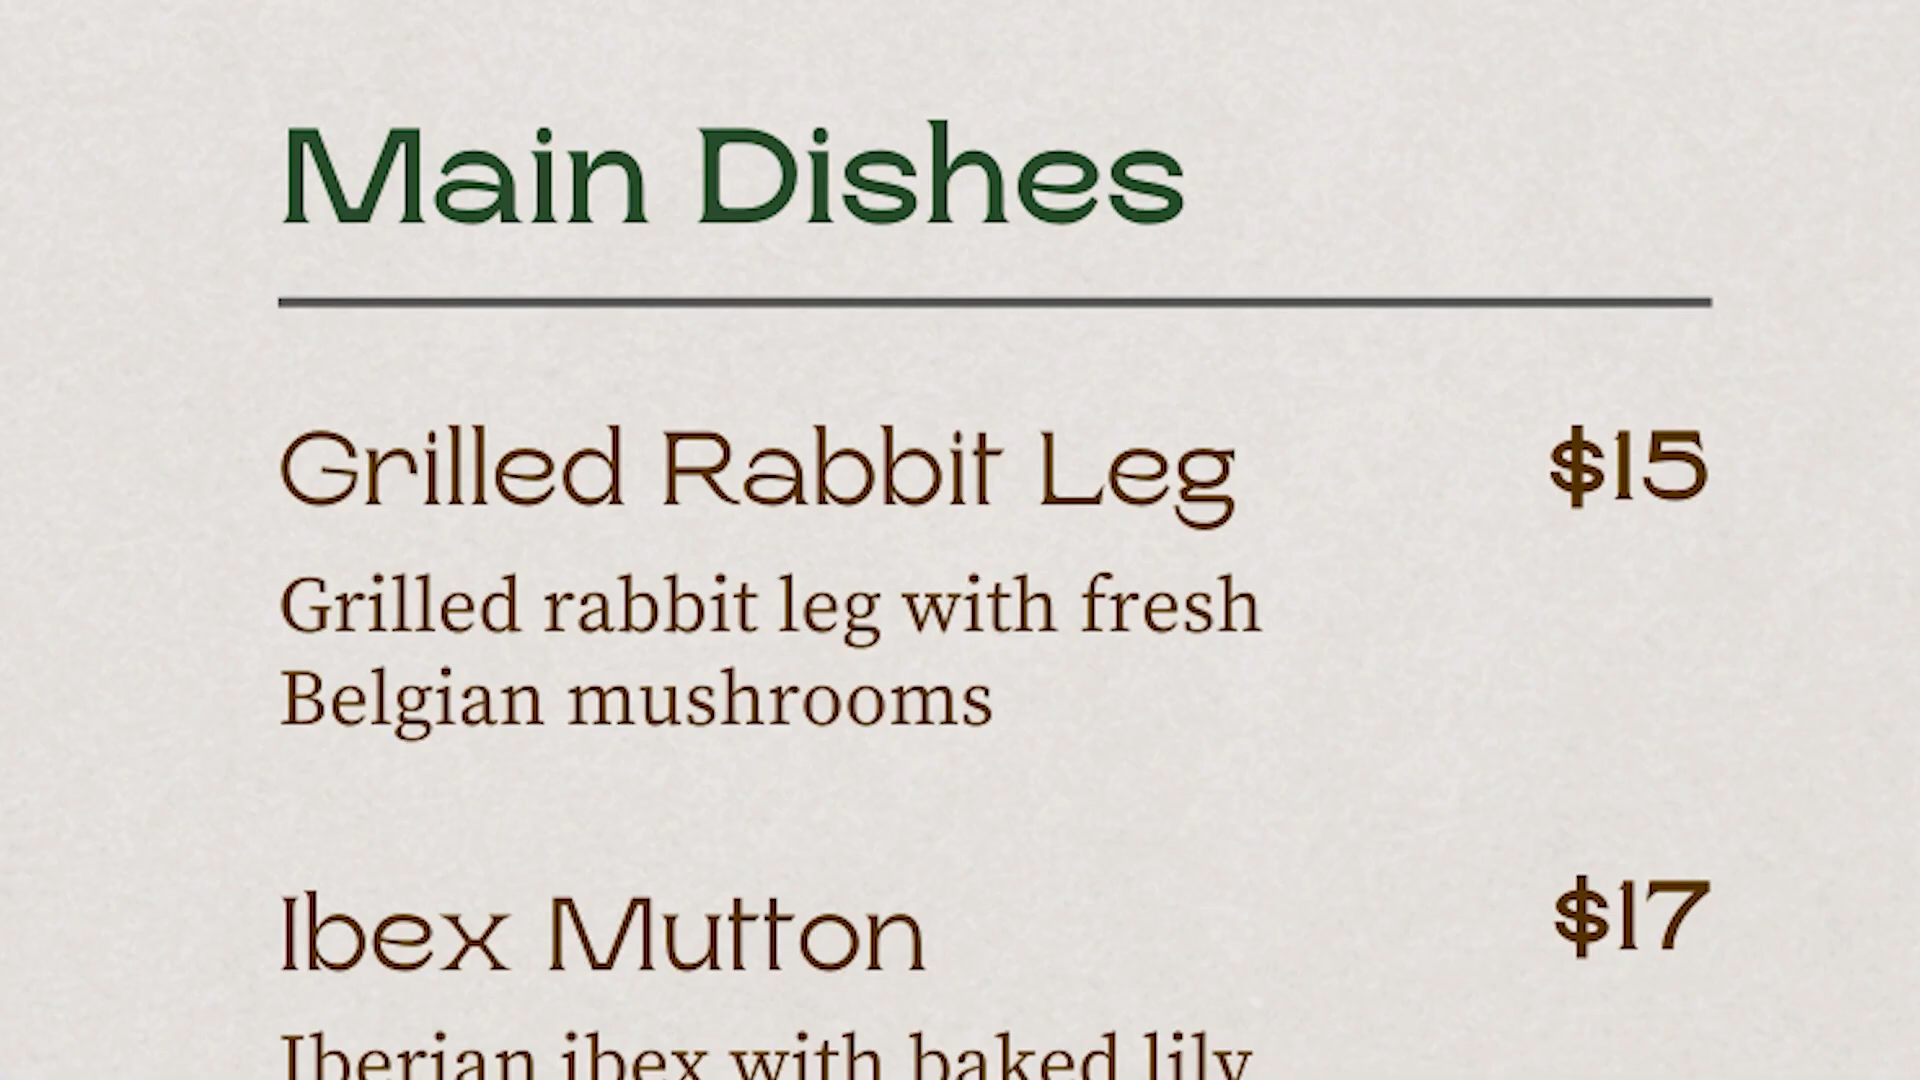 Main Dishes
Grilled Rabbit Leg $15
Grilled rabbit leg with fresh
Belgian mushrooms
Ibex Mutton $17
Iberian ibex with baked lily